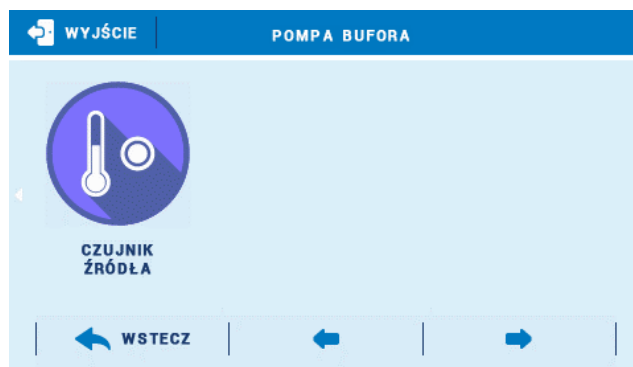 WYJŚCIE
POMPA BUFORA
CZUJNIK
ŹRÓDŁA
WSTECZ